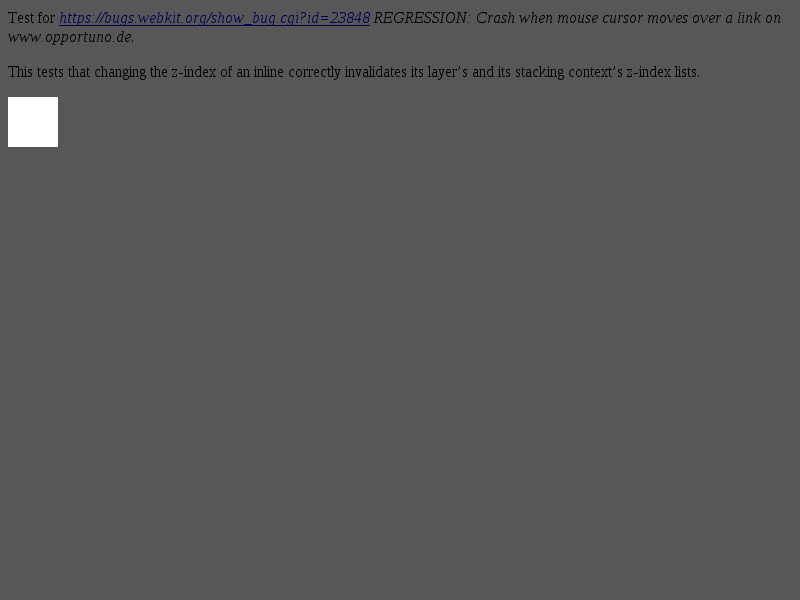 Test for https://bugs.webkit.org/show_bug.cgi?id=23848 REGRESSION: Crash when mouse cursor moves over a link on
www.opportuno.de.
This tests that changing the z-index of an inline correctly invalidates its layer’s and its stacking context’s z-index lists.